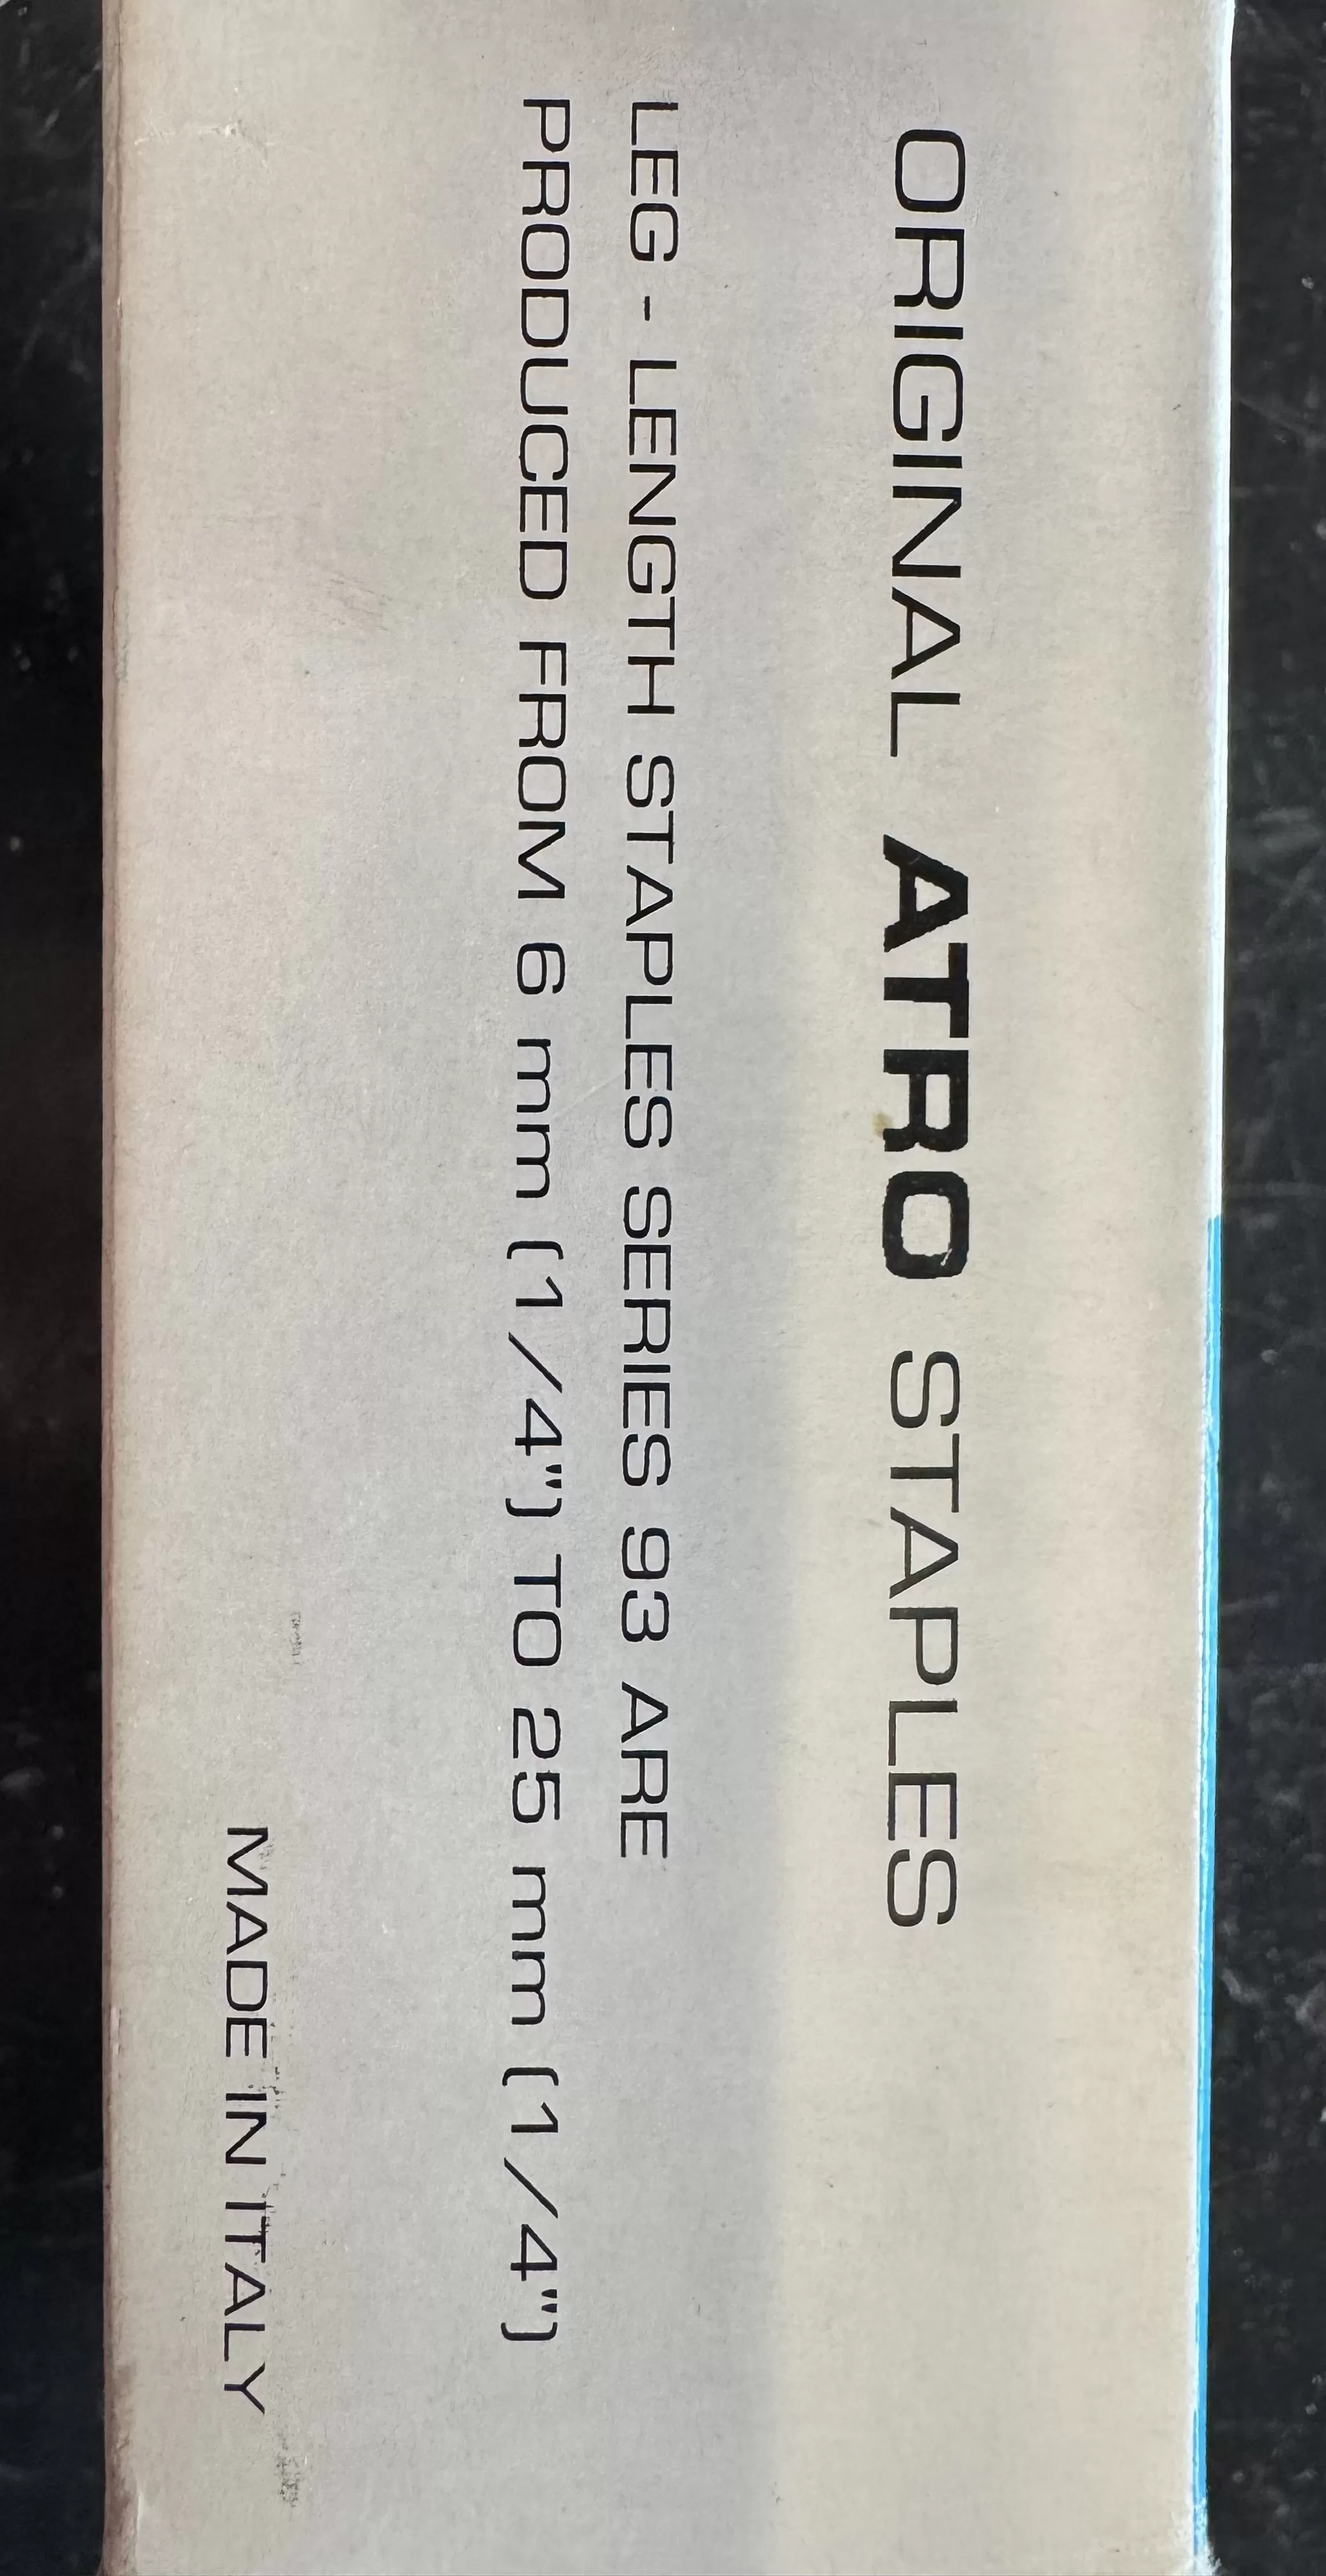 ORIGINAL ATRO STAPLES
LEG - LENGTH STAPLES SERIES 93 ARE
PRODUCED FROM 6 mm (1/4") TO 25 mm (1/4")
MADE IN ITALY